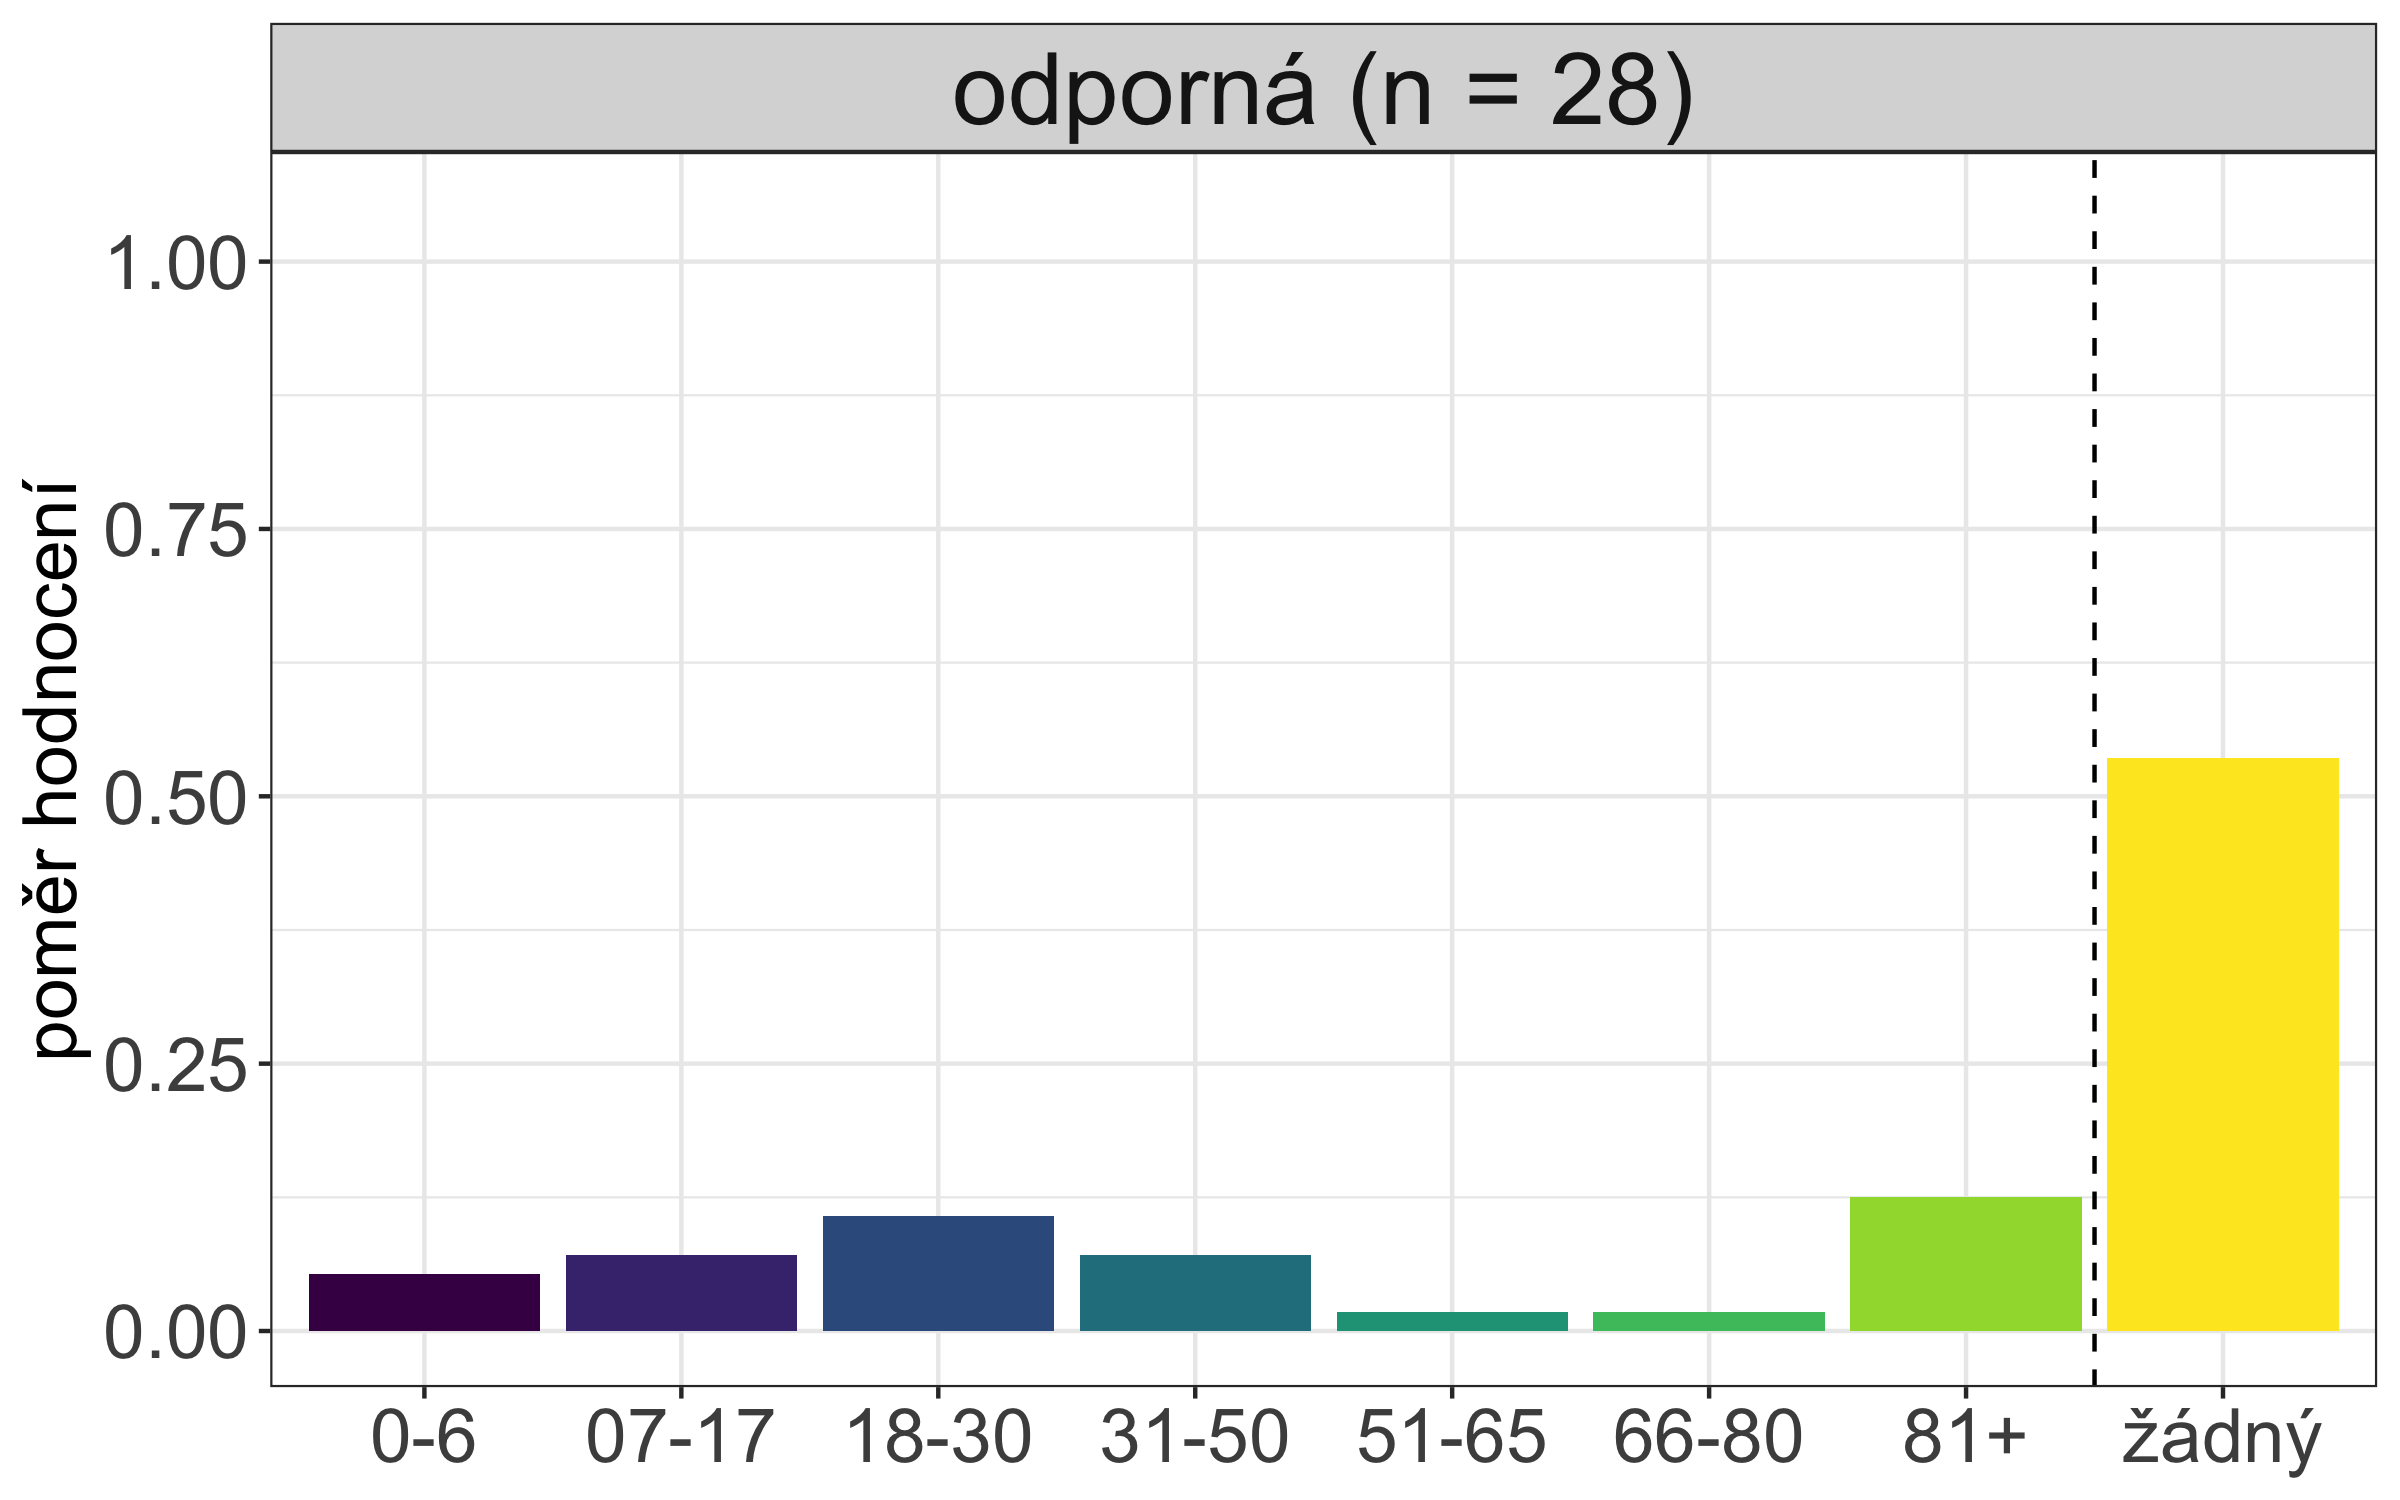 odporná (n = 28)
poměr hodnocení
1.00
0.75
0.50
0.25
0.00
0-6 07-17 18-30 31-50 51-65 66-80 81+ žádný